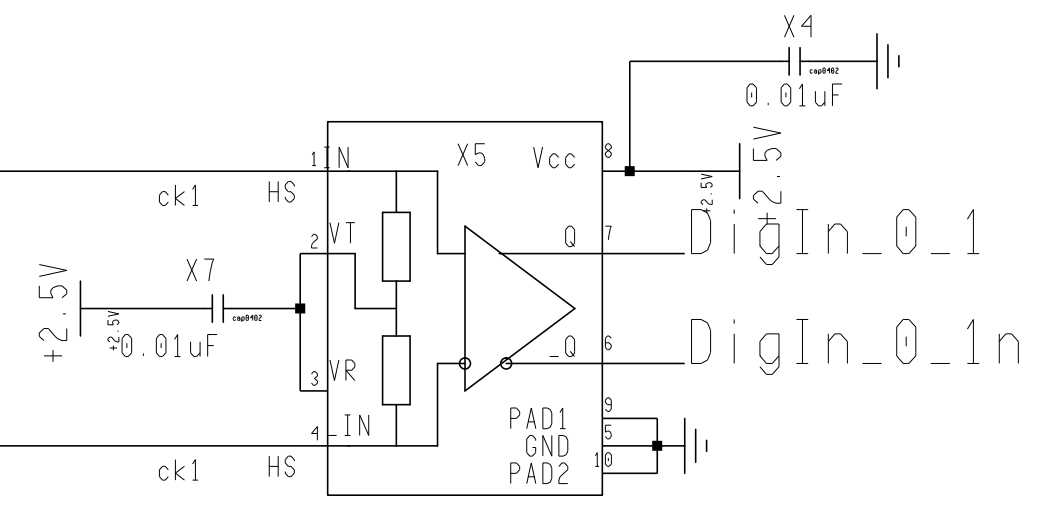 X4
cap0402
0.01uF
+2.5V
+2.5V
1 IN
X5
Vcc 8
ck1
HS
2 VT
Q 7
DigIn_0_1
X7
+2.5V
cap0402
+2.5V
0.01uF
_Q 6
DigIn_0_1n
3 VR
4 _IN
PAD1 9
GND 5
PAD2 10
ck1
HS